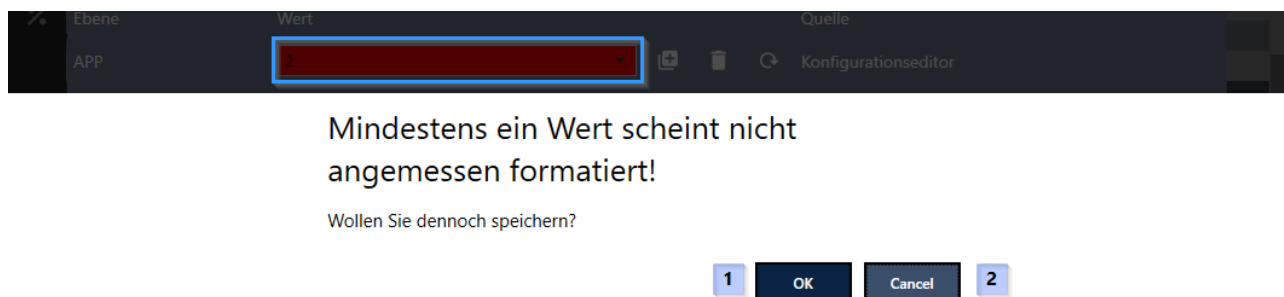 Ebene Wert Quelle
APP 2 Konfigurationseditor
Mindestens ein Wert scheint nicht
angemessen formatiert!
Wollen Sie dennoch speichern?
1 OK Cancel 2